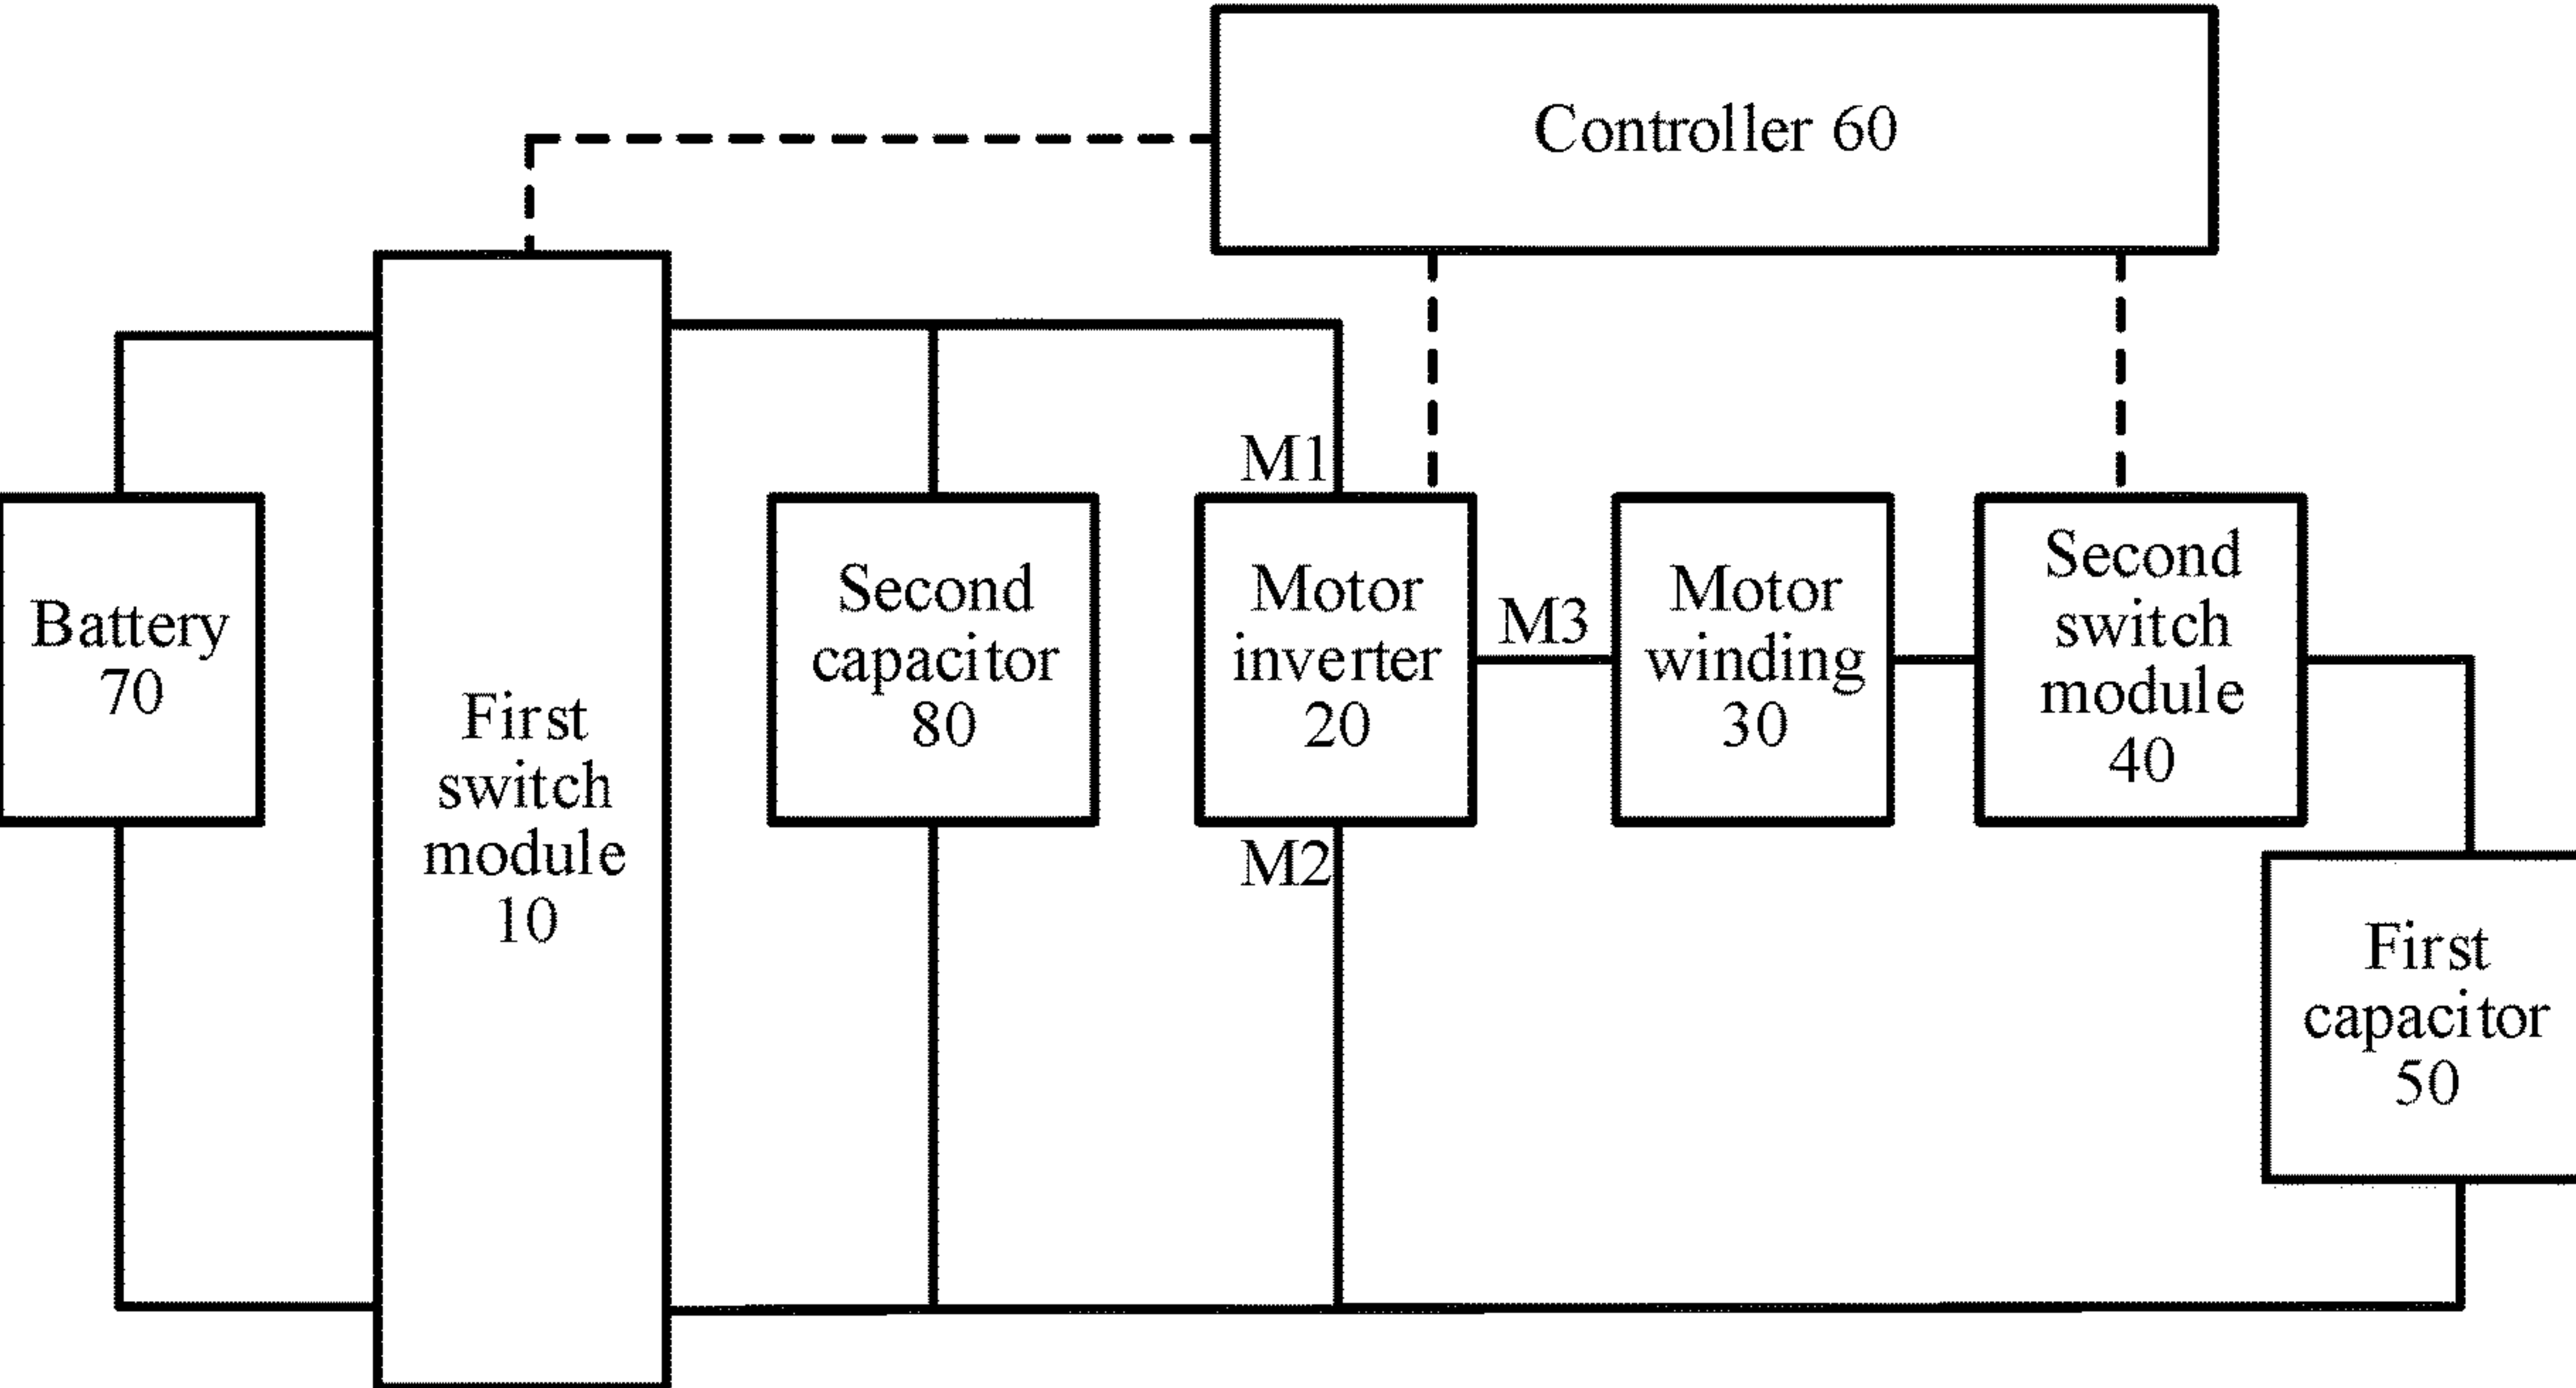 Controller 60
M1
Battery
70
First
switch
module
10
Second
capacitor
80
Motor
inverter
20
M3
Motor
winding
30
Second
switch
module
40
M2
First
capacitor
50